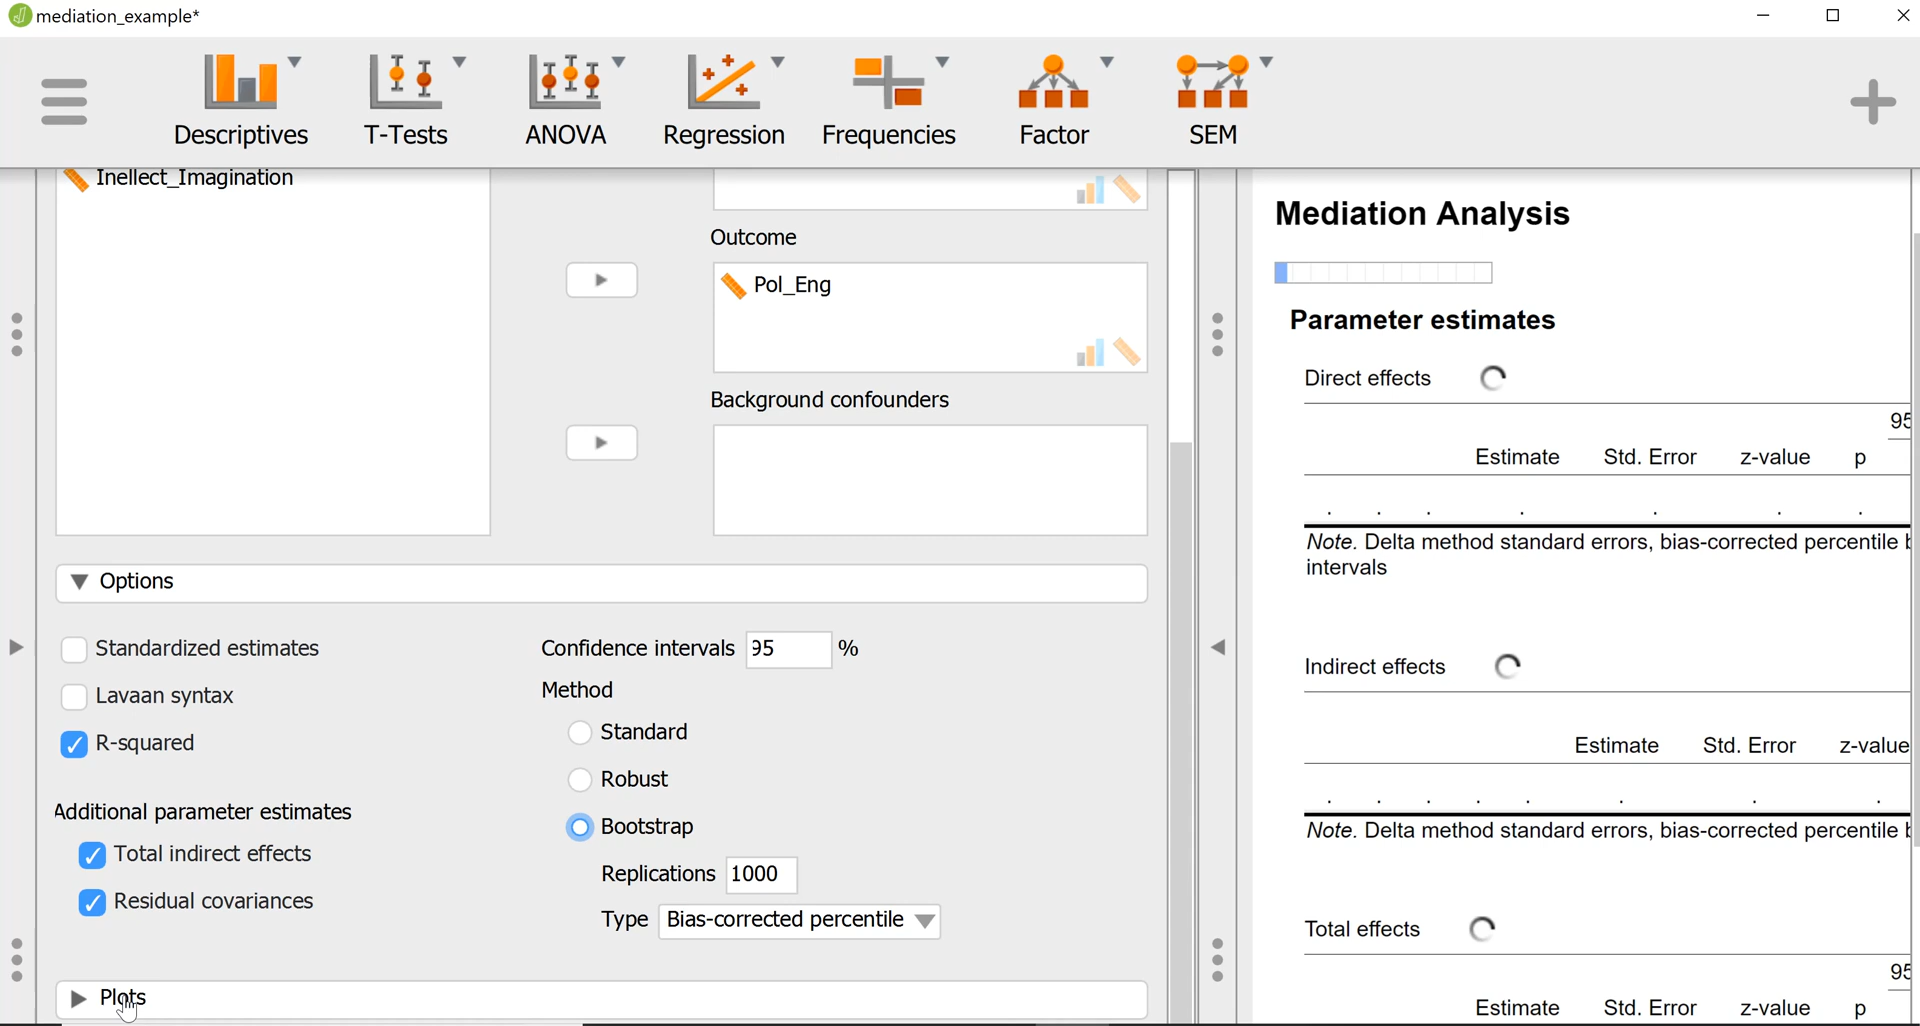 mediation_example*
Descriptives T-Tests ANOVA Regression Frequencies Factor SEM
Inellect_Imagination
Outcome
Pol_Eng
Background confounders
Options
Standardized estimates
Lavaan syntax
R-squared
Additional parameter estimates
Total indirect effects
Residual covariances
Confidence intervals 95 %
Method
Standard
Robust
Bootstrap
Replications 1000
Type Bias-corrected percentile
Plots
Mediation Analysis
Parameter estimates
Direct effects
95
Estimate Std. Error z-value p
. . . . . . .
Note. Delta method standard errors, bias-corrected percentile
intervals
Indirect effects
Estimate Std. Error z-value
. . . . . . . .
Note. Delta method standard errors, bias-corrected percentile
Total effects
95
Estimate Std. Error z-value p